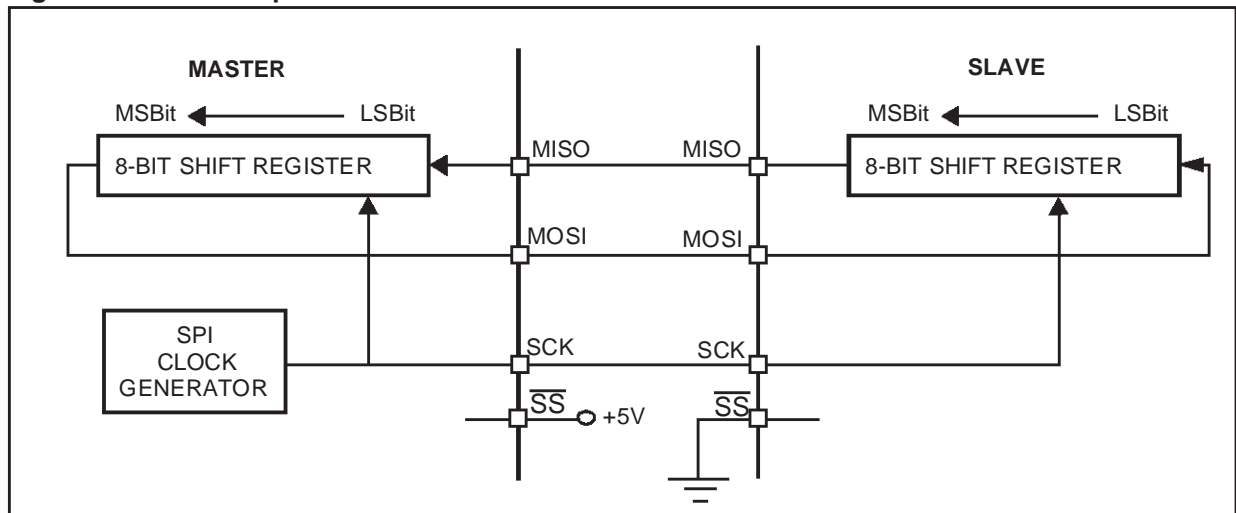 MASTER
SLAVE
MSBit LSBit
MSBit LSBit
8-BIT SHIFT REGISTER
MISO
MISO
8-BIT SHIFT REGISTER
MOSI
MOSI
SPI
CLOCK
GENERATOR
SCK
SCK
SS
+5V
SS